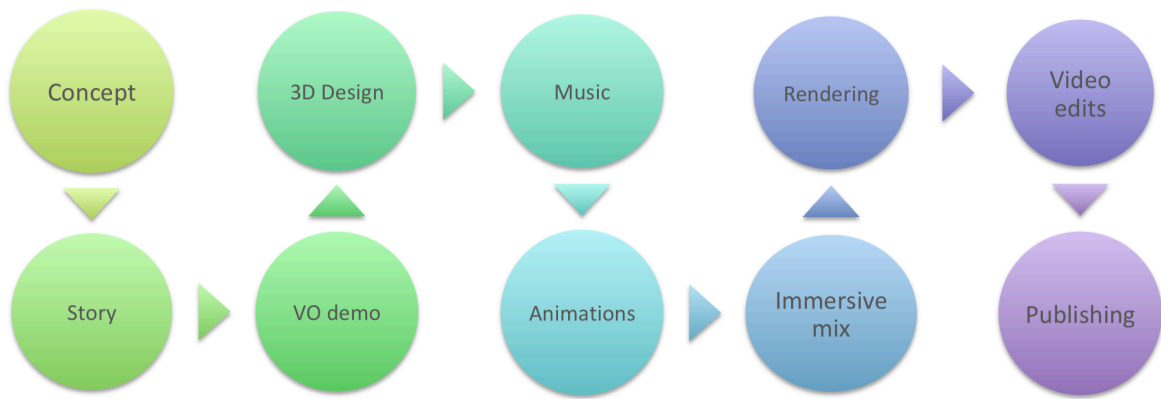 Concept
Story
VO demo
3D Design
Music
Animations
Immersive
mix
Rendering
Video
edits
Publishing